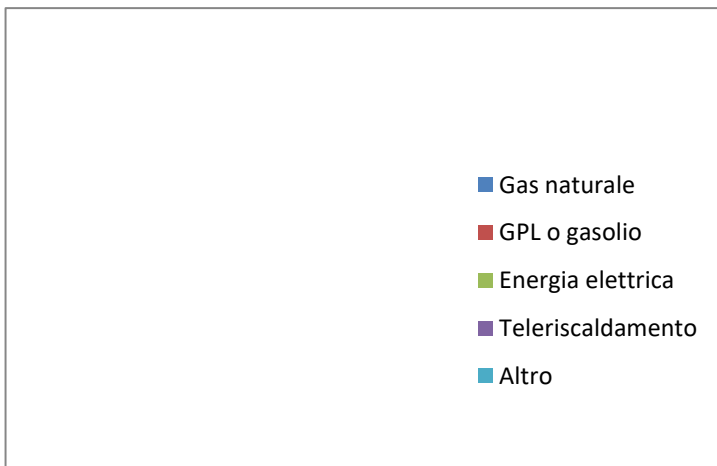 Gas naturale
GPL o gasolio
Energia elettrica
Teleriscaldamento
Altro